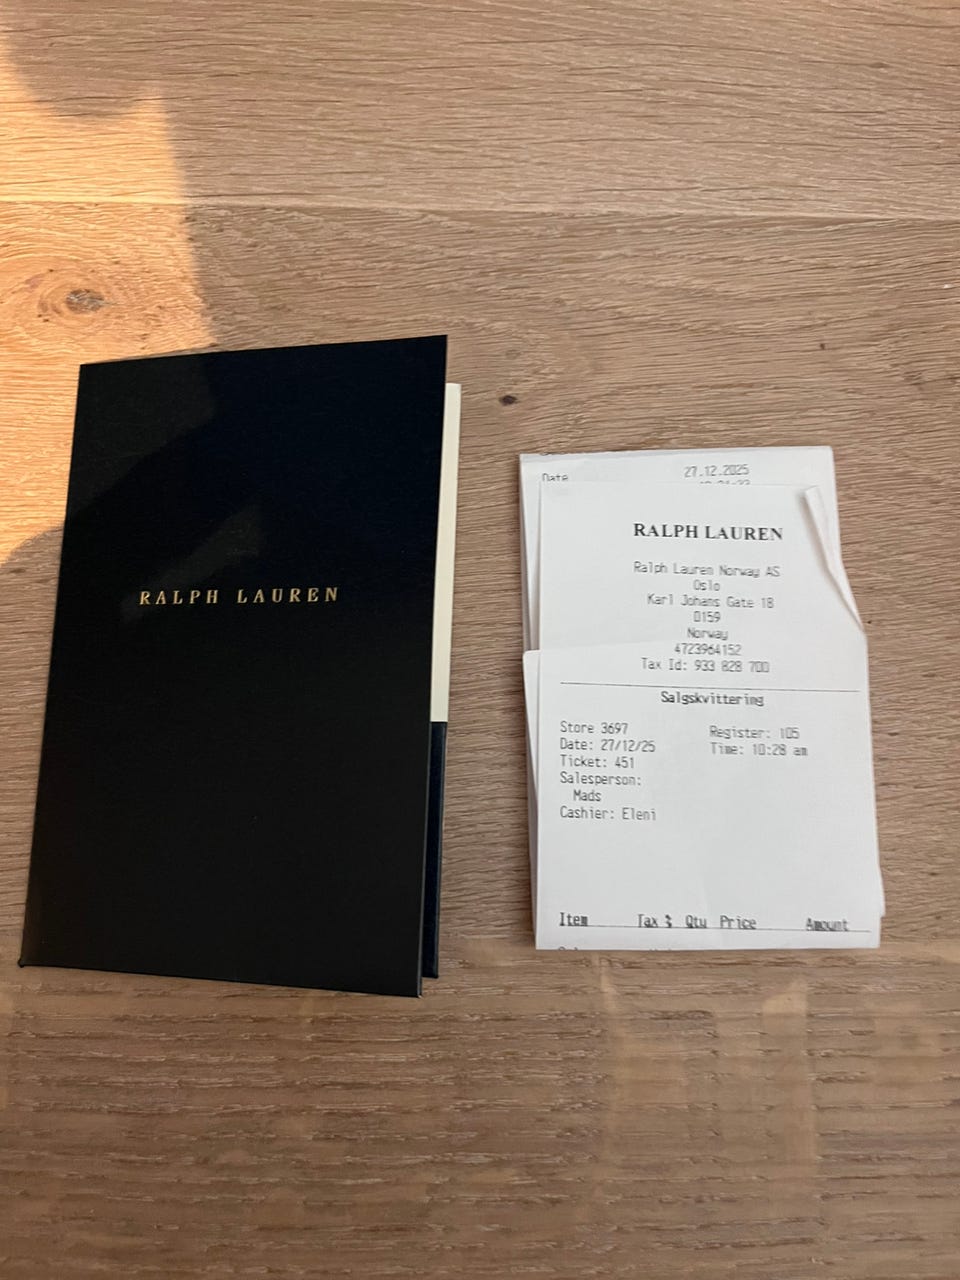 RALPH LAUREN
Date 27.12.2025
RALPH LAUREN
Ralph Lauren Norway AS
Oslo
Karl Johans Gate 18
0159
Norway
4723964152
Tax Id: 933 828 700
Salgskvittering
Store 3697 Register: 105
Date: 27/12/25 Time: 10:28 am
Ticket: 451
Salesperson:
Mads
Cashier: Eleni
Item Tax % Qty Price Amount